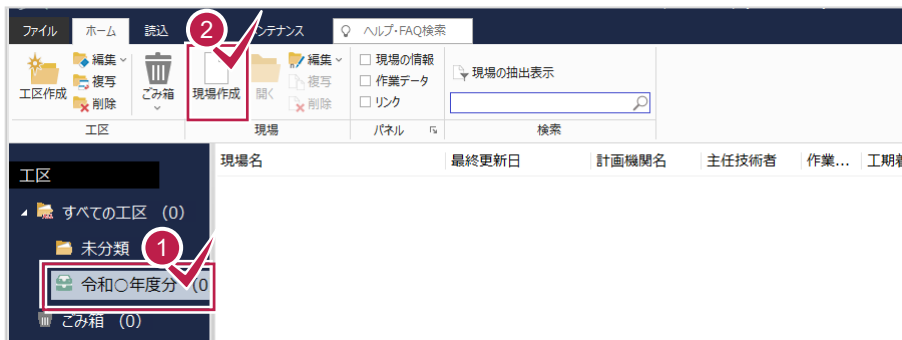 ファイル ホーム 読込 ンテナンス ヘルプ・FAQ検索
2
工区作成 編集 複写 削除 ごみ箱 現場作成 開く 編集 複写 削除 現場の情報 作業データ リンク 現場の抽出表示
工区 現場 パネル 検索
工区 現場名 最終更新日 計画機関名 主任技術者 作業... 工期着
すべての工区 (0)
未分類
1
令和○年度分 (0
ごみ箱 (0)